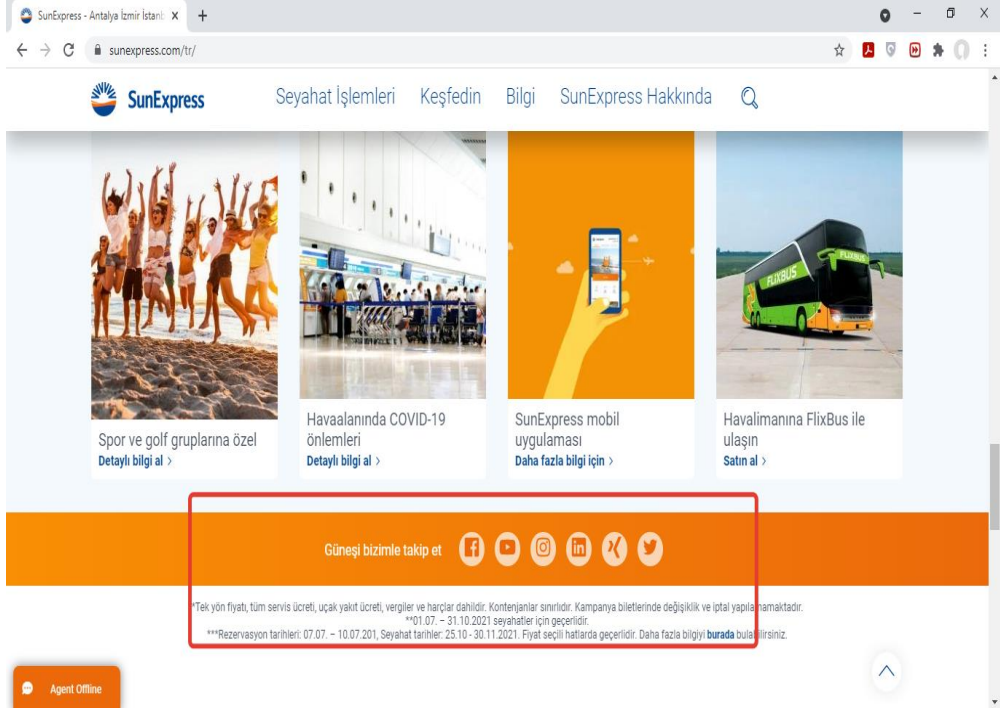 SunExpress - Antalya İzmir İstanb
sunexpress.com/tr/
SunExpress
Seyahat İşlemleri Keşfedin Bilgi SunExpress Hakkında
FLIXBUS
Spor ve golf gruplarına özel
Detaylı bilgi al >
Havaalanında COVID-19
önlemleri
Detaylı bilgi al >
SunExpress mobil
uygulaması
Daha fazla bilgi için >
Havalimanına FlixBus ile
ulaşın
Satın al >
Güneşi bizimle takip et
*Tek yön fiyatı, tüm servis ücreti, uçak yakıt ücreti, vergiler ve harçlar dahildir. Kontenjanlar sınırlıdır. Kampanya biletlerinde değişiklik ve iptal yapılamamaktadır.
**01.07. – 31.10.2021 seyahatler için geçerlidir.
***Rezervasyon tarihleri: 07.07. – 10.07.201, Seyahat tarihler: 25.10 - 30.11.2021. Fiyat seçili hatlarda geçerlidir. Daha fazla bilgiyi burada bulabilirsiniz.
Agent Offline